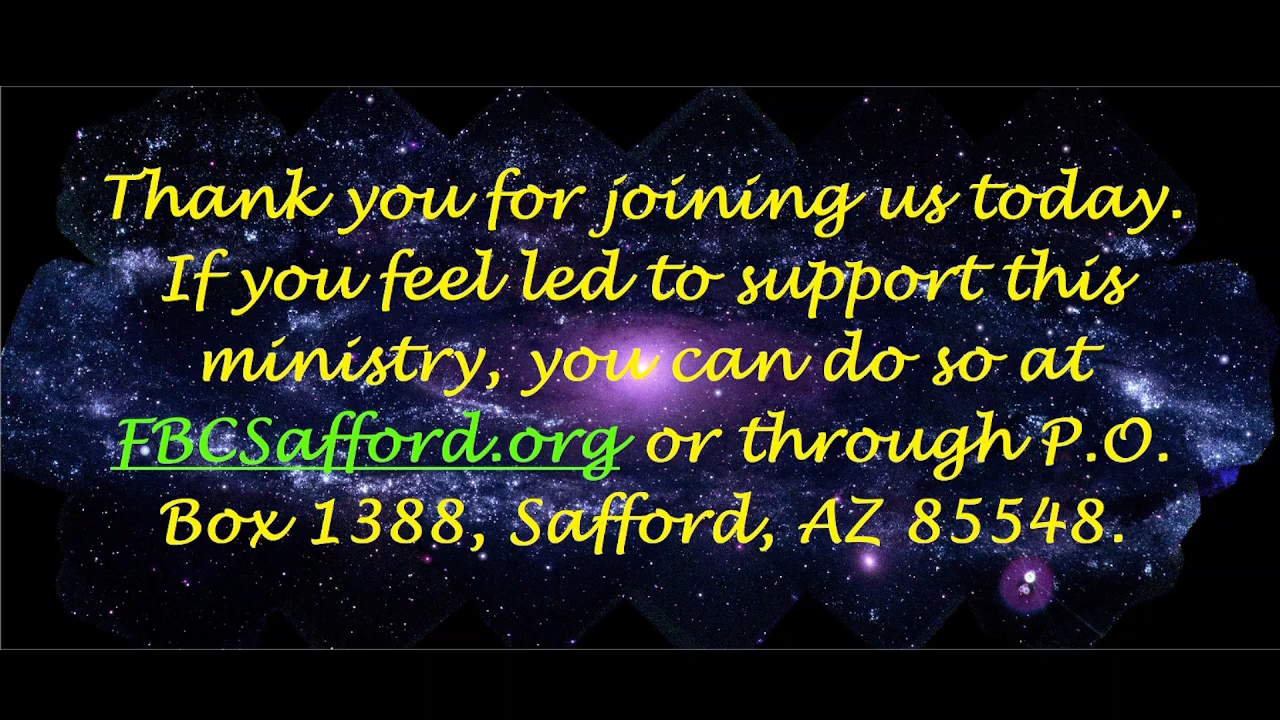 Thank you for joining us today.
If you feel led to support this
ministry, you can do so at
FBCSafford.org or through P.O.
Box 1388, Safford, AZ 85548.